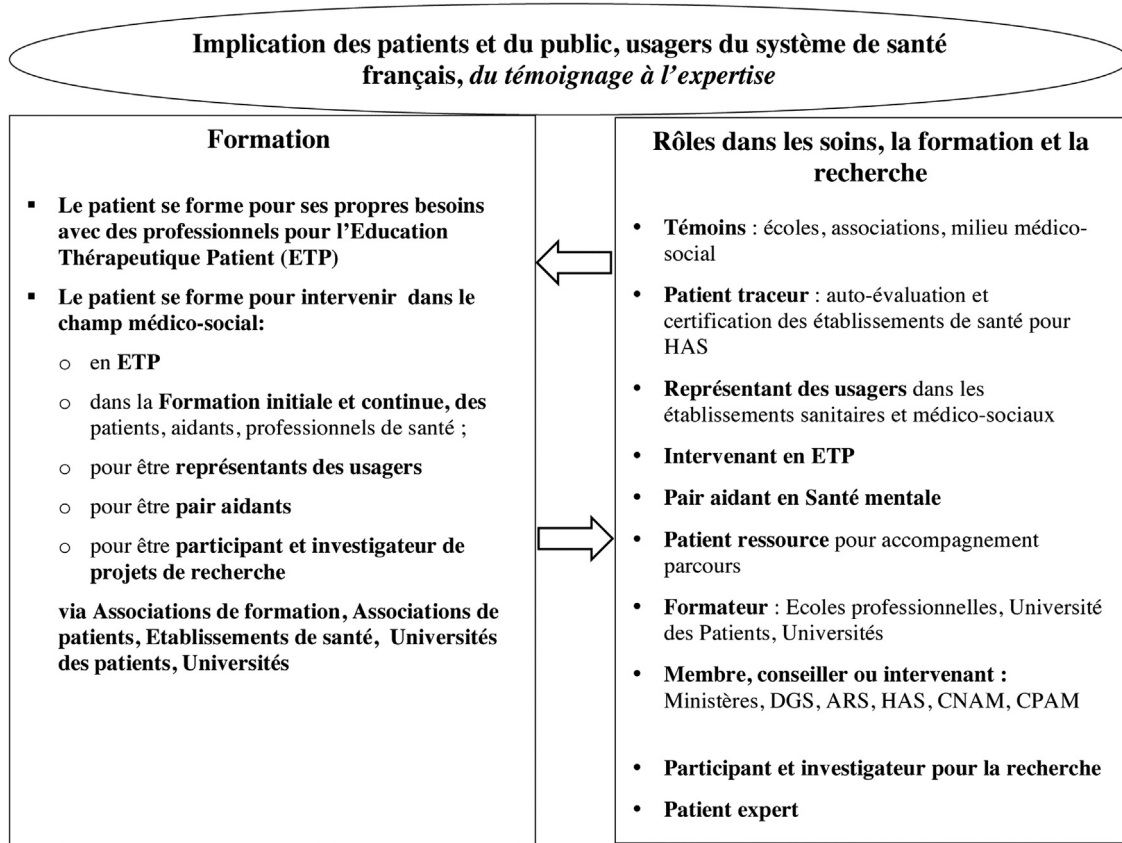 Implication des patients et du public, usagers du système de santé
français, du témoignage à l'expertise
Formation
▪ Le patient se forme pour ses propres besoins
avec des professionnels pour l'Education
Thérapeutique Patient (ETP)
▪ Le patient se forme pour intervenir dans le
champ médico-social:
o en ETP
o dans la Formation initiale et continue, des
patients, aidants, professionnels de santé ;
o pour être représentants des usagers
o pour être pair aidants
o pour être participant et investigateur de
projets de recherche
via Associations de formation, Associations de
patients, Etablissements de santé, Universités
des patients, Universités
Rôles dans les soins, la formation et la
recherche
• Témoins : écoles, associations, milieu médico-
social
• Patient traceur : auto-évaluation et
certification des établissements de santé pour
HAS
• Représentant des usagers dans les
établissements sanitaires et médico-sociaux
• Intervenant en ETP
• Pair aidant en Santé mentale
• Patient ressource pour accompagnement
parcours
• Formateur : Ecoles professionnelles, Université
des Patients, Universités
• Membre, conseiller ou intervenant :
Ministères, DGS, ARS, HAS, CNAM, CPAM
• Participant et investigateur pour la recherche
• Patient expert